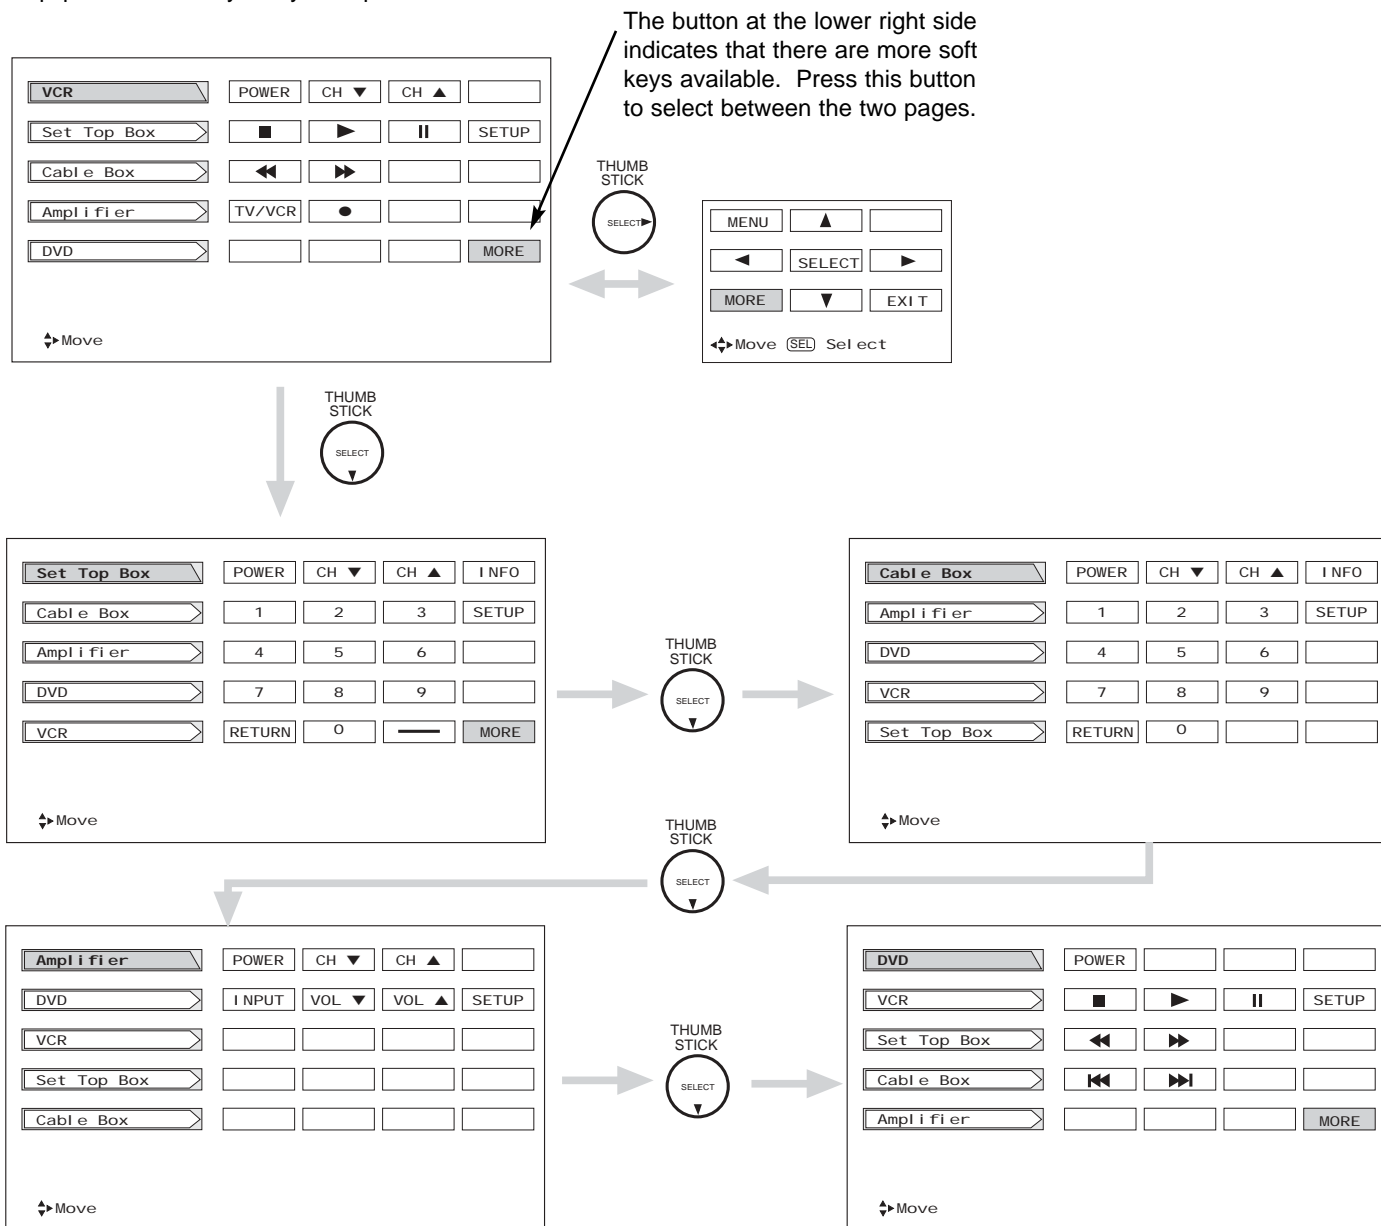 The button at the lower right side
indicates that there are more soft
keys available. Press this button
to select between the two pages.
VCR POWER CH ▼ CH ▲
Set Top Box ■ ▶ II SETUP
Cable Box ◀◀ ▶▶
Amplifier TV/VCR ●
DVD MORE
Move
THUMB
STICK
SELECT▶
MENU ▲
◀ SELECT ▶
MORE ▼ EXIT
Move SEL Select
THUMB
STICK
SELECT
▼
Set Top Box POWER CH ▼ CH ▲ INFO
Cable Box 1 2 3 SETUP
Amplifier 4 5 6
DVD 7 8 9
VCR RETURN 0 — MORE
Move
THUMB
STICK
SELECT
▼
Cable Box POWER CH ▼ CH ▲ INFO
Amplifier 1 2 3 SETUP
DVD 4 5 6
VCR 7 8 9
Set Top Box RETURN 0
Move
THUMB
STICK
SELECT
▼
Amplifier POWER CH ▼ CH ▲
DVD INPUT VOL ▼ VOL ▲ SETUP
VCR
Set Top Box
Cable Box
Move
THUMB
STICK
SELECT
▼
DVD POWER
VCR ■ ▶ II SETUP
Set Top Box ◀◀ ▶▶
Cable Box |◀◀ ▶▶|
Amplifier MORE
Move